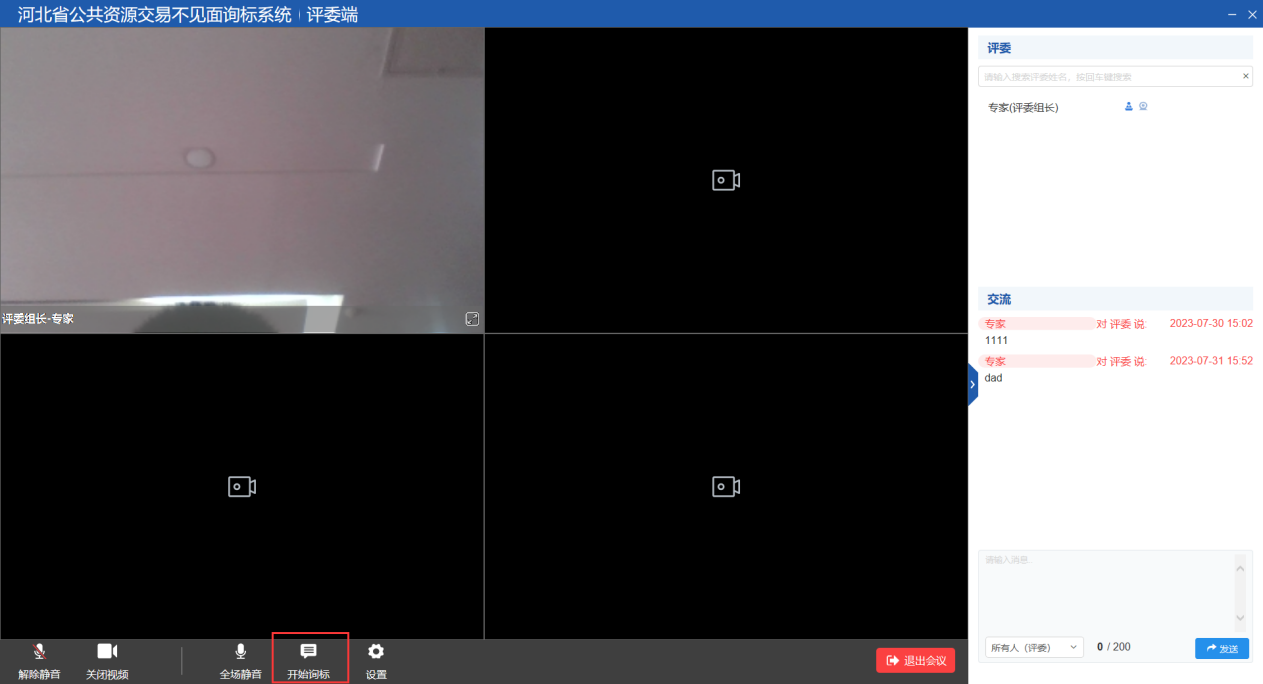 河北省公共资源交易不见面询标系统 | 评委端
评委组长-专家
解除静音
关闭视频
全场静音
开始询标
设置
退出会议
评委
请输入搜索评委姓名，按回车键搜索
专家(评委组长)
交流
专家 对 评委 说: 2023-07-30 15:02
1111
专家 对 评委 说: 2023-07-31 15:52
dad
请输入消息...
所有人（评委） 0 / 200 发送